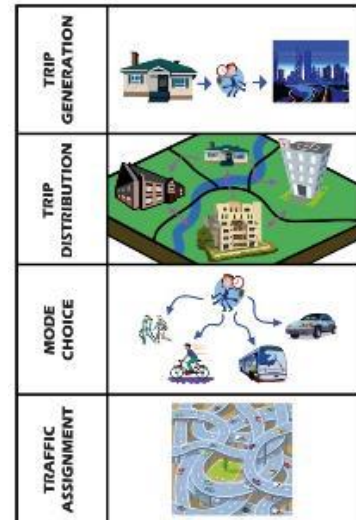 TRIP
GENERATION
TRIP
DISTRIBUTION
MODE
CHOICE
TRAFFIC
ASSIGNMENT